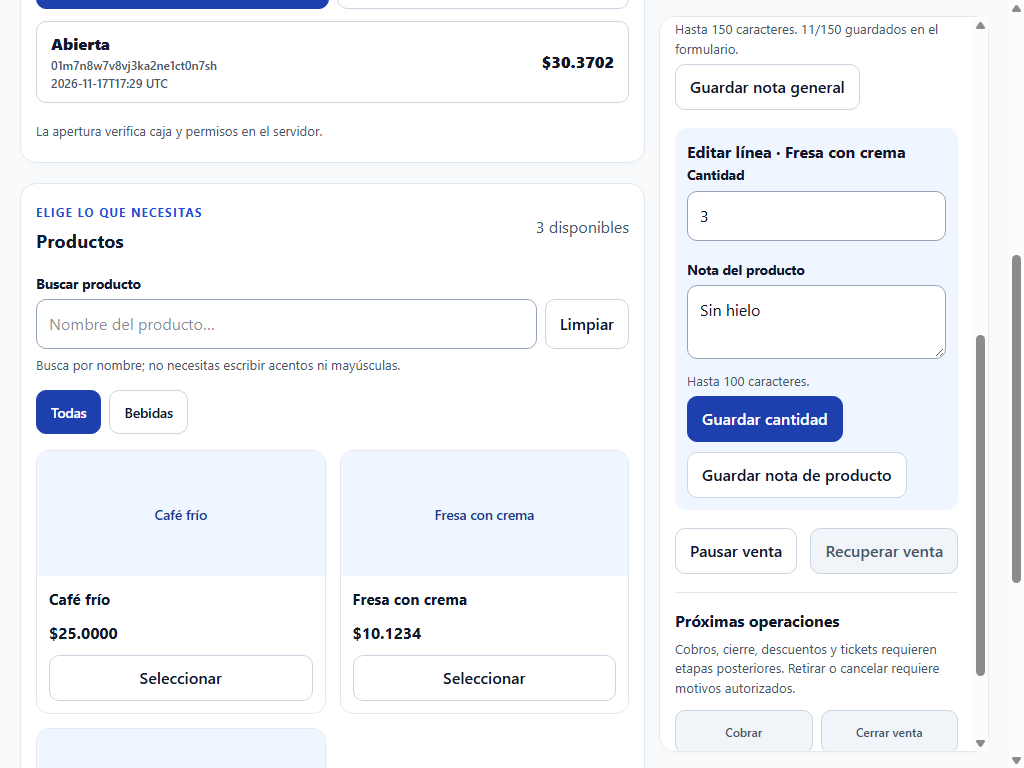 Abierta
01m7n8w7v8vj3ka2ne1ct0n7sh
2026-11-17T17:29 UTC
$30.3702
La apertura verifica caja y permisos en el servidor.
ELIGE LO QUE NECESITAS
Productos
3 disponibles
Buscar producto
Nombre del producto...
Limpiar
Busca por nombre; no necesitas escribir acentos ni mayúsculas.
Todas
Bebidas
Café frío
Fresa con crema
Café frío
$25.0000
Seleccionar
Fresa con crema
$10.1234
Seleccionar
Hasta 150 caracteres. 11/150 guardados en el
formulario.
Guardar nota general
Editar línea · Fresa con crema
Cantidad
3
Nota del producto
Sin hielo
Hasta 100 caracteres.
Guardar cantidad
Guardar nota de producto
Pausar venta
Recuperar venta
Próximas operaciones
Cobros, cierre, descuentos y tickets requieren
etapas posteriores. Retirar o cancelar requiere
motivos autorizados.
Cobrar
Cerrar venta